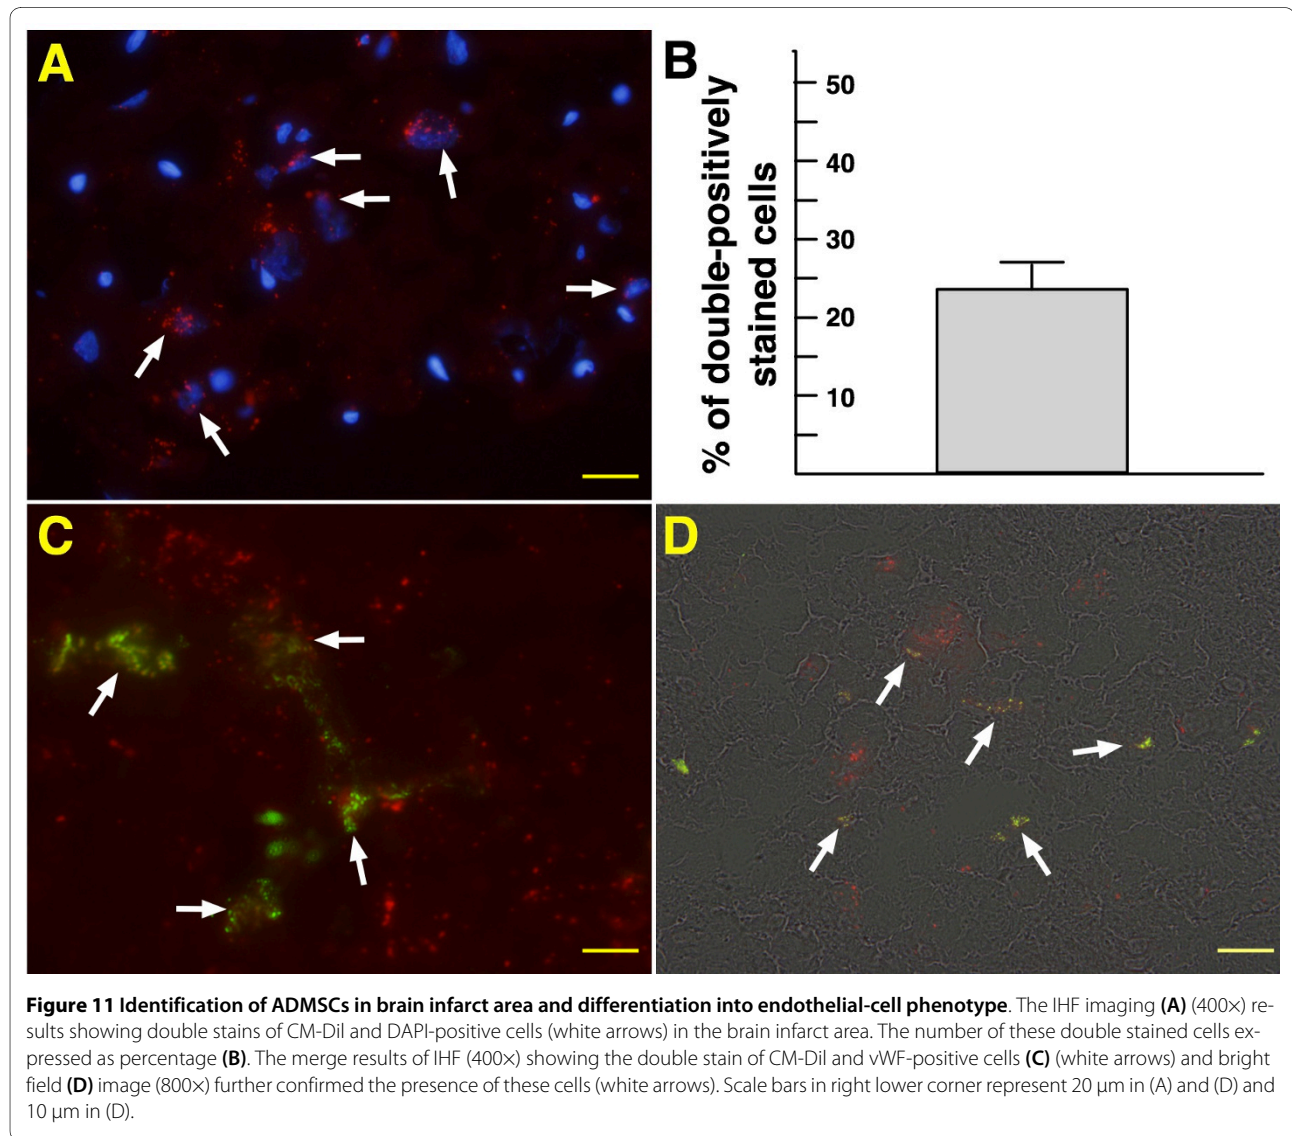 A
B
% of double-positively
stained cells
50
40
30
20
10
C
D
Figure 11 Identification of ADMSCs in brain infarct area and differentiation into endothelial-cell phenotype. The IHF imaging (A) (400×) re-
sults showing double stains of CM-Dil and DAPI-positive cells (white arrows) in the brain infarct area. The number of these double stained cells ex-
pressed as percentage (B). The merge results of IHF (400×) showing the double stain of CM-Dil and vWF-positive cells (C) (white arrows) and bright
field (D) image (800×) further confirmed the presence of these cells (white arrows). Scale bars in right lower corner represent 20 μm in (A) and (D) and
10 μm in (D).